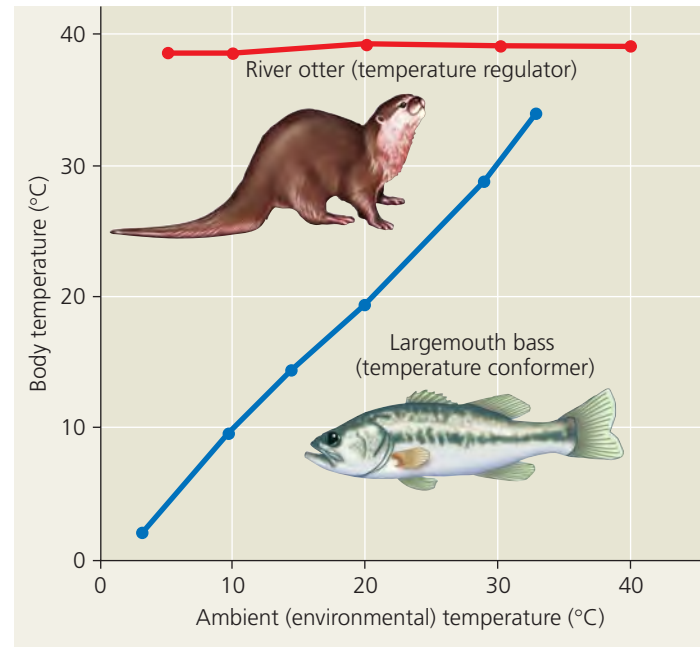 40
River otter (temperature regulator)
30
Body temperature (°C)
20
Largemouth bass
(temperature conformer)
10
0
0 10 20 30 40
Ambient (environmental) temperature (°C)